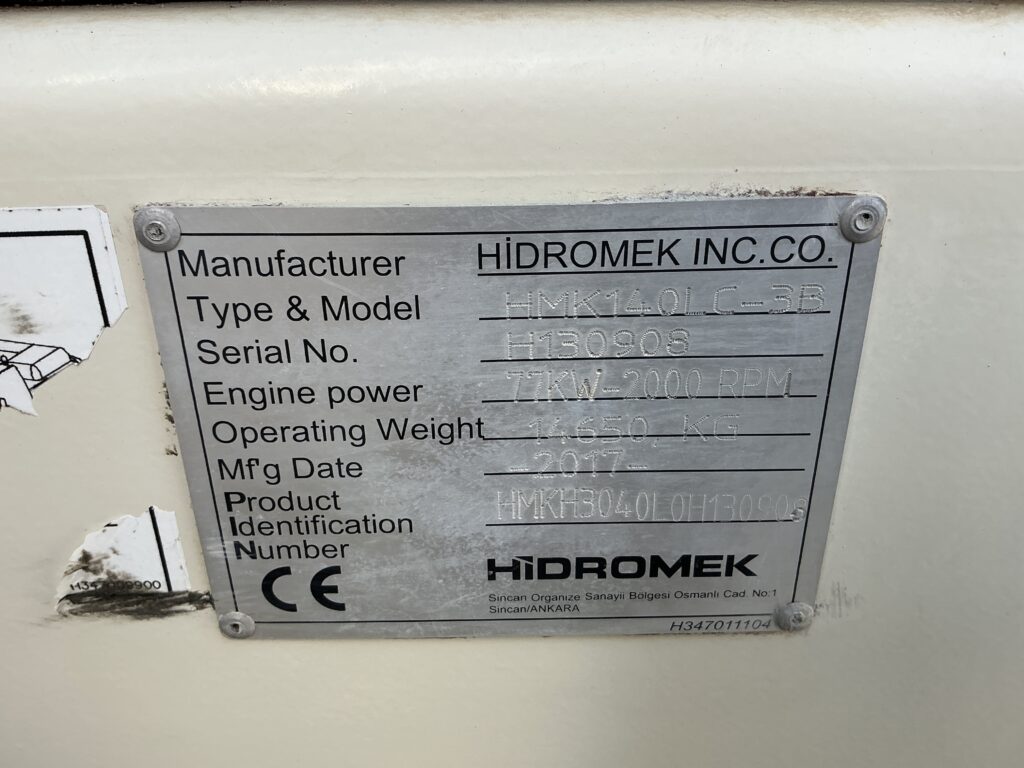 Manufacturer HİDROMEK INC.CO.
Type & Model HMK140LC-3B
Serial No. H130908
Engine power 77KW-2000 RPM
Operating Weight 14650, KG
Mf'g Date -2017-
Product
Identification HMKH3040L0H130908
Number
CE HİDROMEK
Sincan Organize Sanayii Bölgesi Osmanlı Cad. No:1
Sincan/ANKARA
H347011104